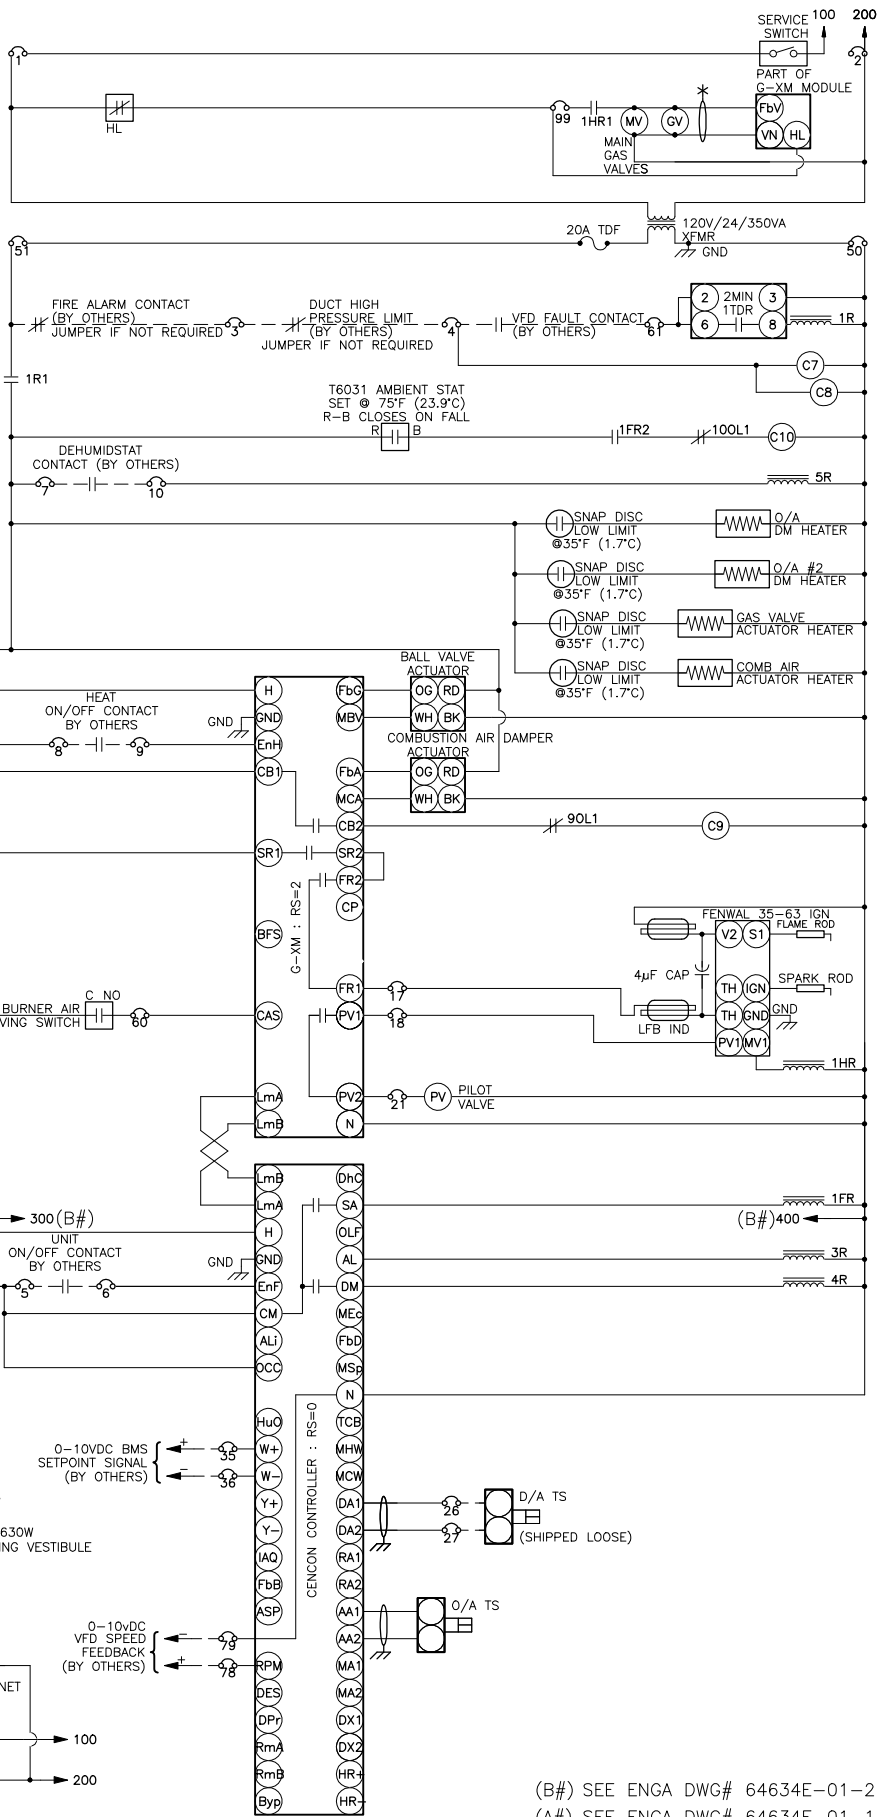 SERVICE 100 200
SWITCH
1
2
PART OF
G-XM MODULE
HL
99
1HR1
MV
GV
*
FbV
VN HL
MAIN
GAS
VALVES
20A TDF
120V/24/350VA
XFMR
GND
51
50
FIRE ALARM CONTACT
(BY OTHERS)
JUMPER IF NOT REQUIRED
3
DUCT HIGH
PRESSURE LIMIT
(BY OTHERS)
JUMPER IF NOT REQUIRED
4
VFD FAULT CONTACT
(BY OTHERS)
61
2 2MIN 3
1TDR
6 8
1R
C7
C8
1R1
T6031 AMBIENT STAT
SET @ 75°F (23.9°C)
R-B CLOSES ON FALL
R B
1FR2
10OL1
C10
DEHUMIDSTAT
CONTACT (BY OTHERS)
7
10
5R
SNAP DISC
LOW LIMIT
@35°F (1.7°C)
O/A
DM HEATER
SNAP DISC
LOW LIMIT
@35°F (1.7°C)
O/A #2
DM HEATER
SNAP DISC
LOW LIMIT
@35°F (1.7°C)
GAS VALVE
ACTUATOR HEATER
SNAP DISC
LOW LIMIT
@35°F (1.7°C)
COMB AIR
ACTUATOR HEATER
BALL VALVE
ACTUATOR
OG RD
WH BK
COMBUSTION AIR DAMPER
ACTUATOR
OG RD
WH BK
HEAT
ON/OFF CONTACT
BY OTHERS
8
9
GND
H
GND
EnH
CB1
SR1
BFS
CAS
LmA
LmB
G-XM : RS=2
FbG
MBV
FbA
MCA
CB2
SR2
FR2
CP
FR1
PV1
PV2
N
9OL1
C9
FENWAL 35-63 IGN
FLAME ROD
V2 S1
4µF CAP
TH IGN
SPARK ROD
TH GND
GND
PV1 MV1
LFB IND
1HR
17
18
BURNER AIR
VING SWITCH
C NO
60
21
PV
PILOT
VALVE
300(B#)
UNIT
ON/OFF CONTACT
BY OTHERS
5
6
GND
LmB
LmA
H
GND
EnF
CM
ALi
OCC
HuO
W+
W-
Y+
Y-
IAQ
FbB
ASP
RPM
DES
DPr
RmA
RmB
Byp
CENCON CONTROLLER : RS=0
DhC
SA
OLF
AL
DM
MEc
FbD
MSp
N
TCB
MHW
MCW
DA1
DA2
RA1
RA2
AA1
AA2
MA1
MA2
DX1
DX2
HR+
HR-
1FR
(B#)400
3R
4R
0-10VDC BMS
SETPOINT SIGNAL
(BY OTHERS)
+
-
35
36
630W
NG VESTIBULE
26
27
D/A TS
(SHIPPED LOOSE)
O/A TS
0-10vDC
VFD SPEED
FEEDBACK
(BY OTHERS)
-
+
79
78
NET
100
200
(B#) SEE ENGA DWG# 64634E-01-2
(A#) SEE ENGA DWG# 64634E-01-1